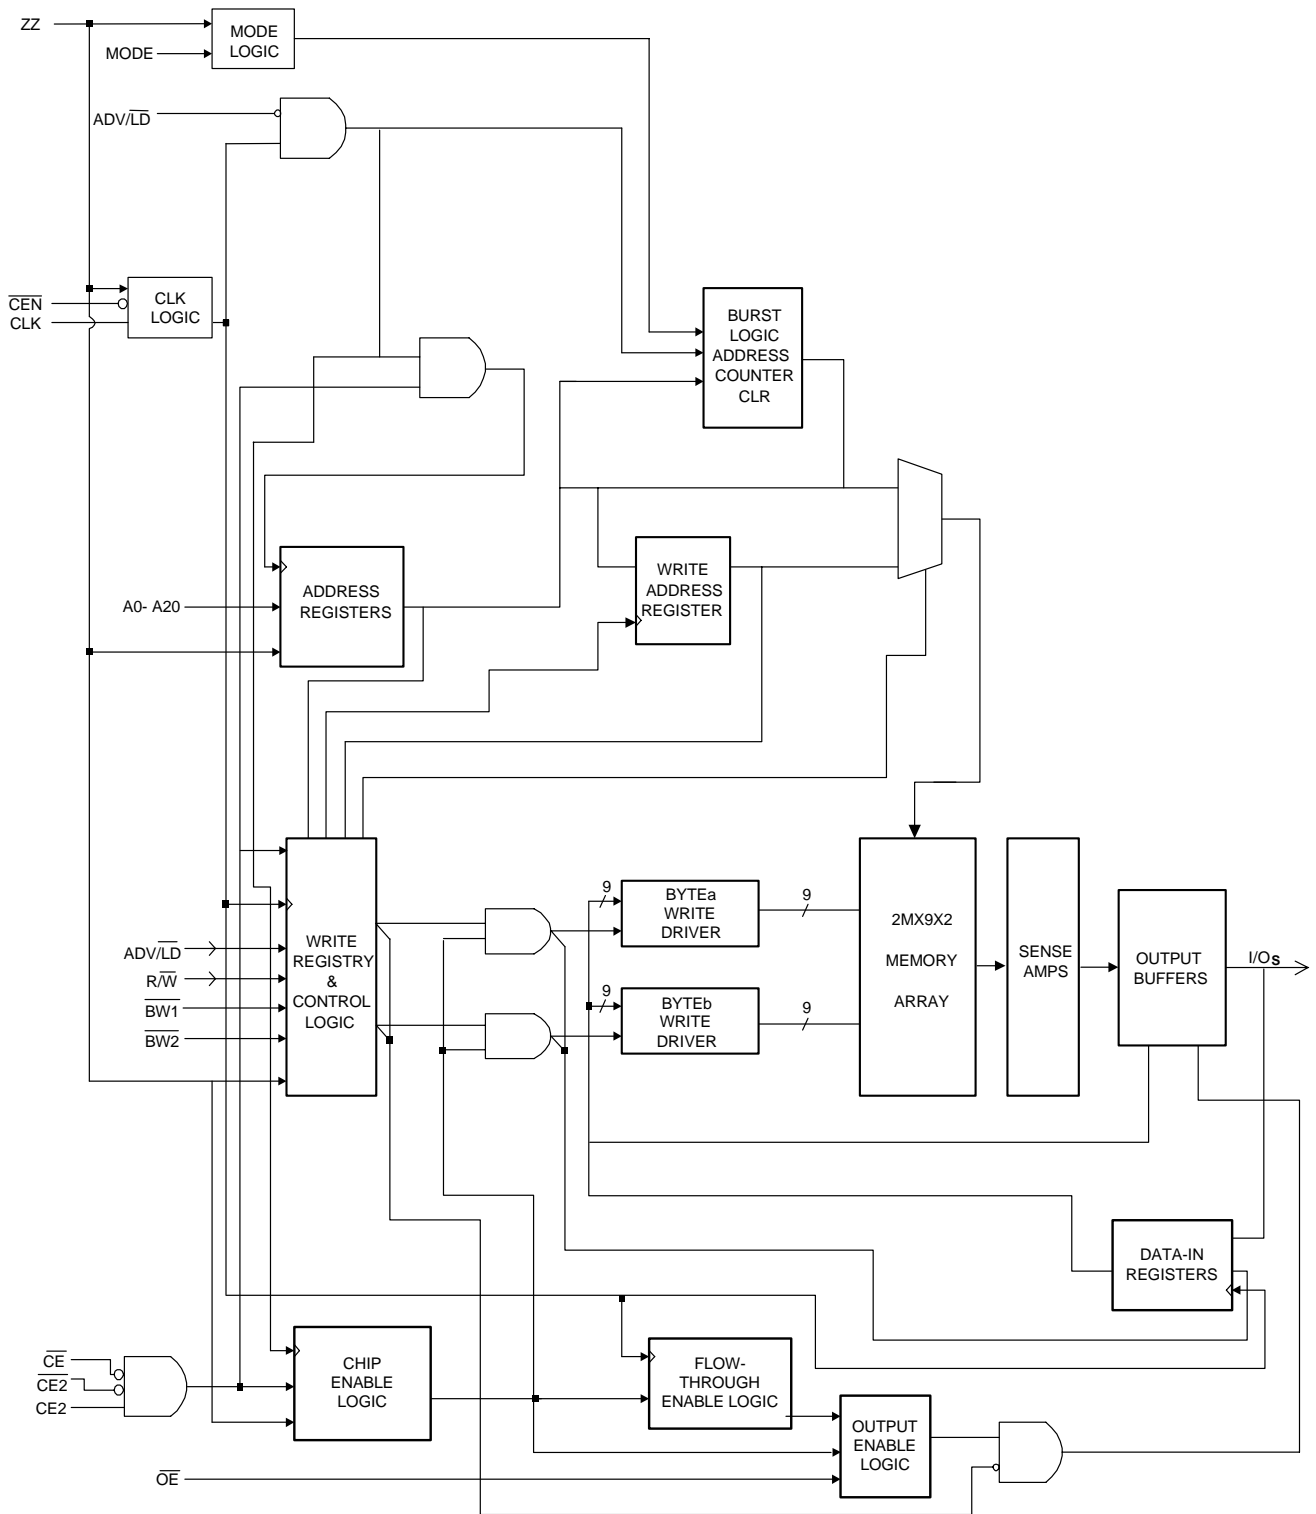 ZZ
MODE
LOGIC
MODE
ADV/LD
CEN
CLK
CLK
LOGIC
BURST
LOGIC
ADDRESS
COUNTER
CLR
A0- A20
ADDRESS
REGISTERS
WRITE
ADDRESS
REGISTER
ADV/LD
R/W
BW1
BW2
WRITE
REGISTRY
&
CONTROL
LOGIC
9
BYTEa
WRITE
DRIVER
9
9
BYTEb
WRITE
DRIVER
9
2MX9X2
MEMORY
ARRAY
SENSE
AMPS
OUTPUT
BUFFERS
I/Os
DATA-IN
REGISTERS
CE
CE2
CE2
CHIP
ENABLE
LOGIC
FLOW-
THROUGH
ENABLE LOGIC
OUTPUT
ENABLE
LOGIC
OE